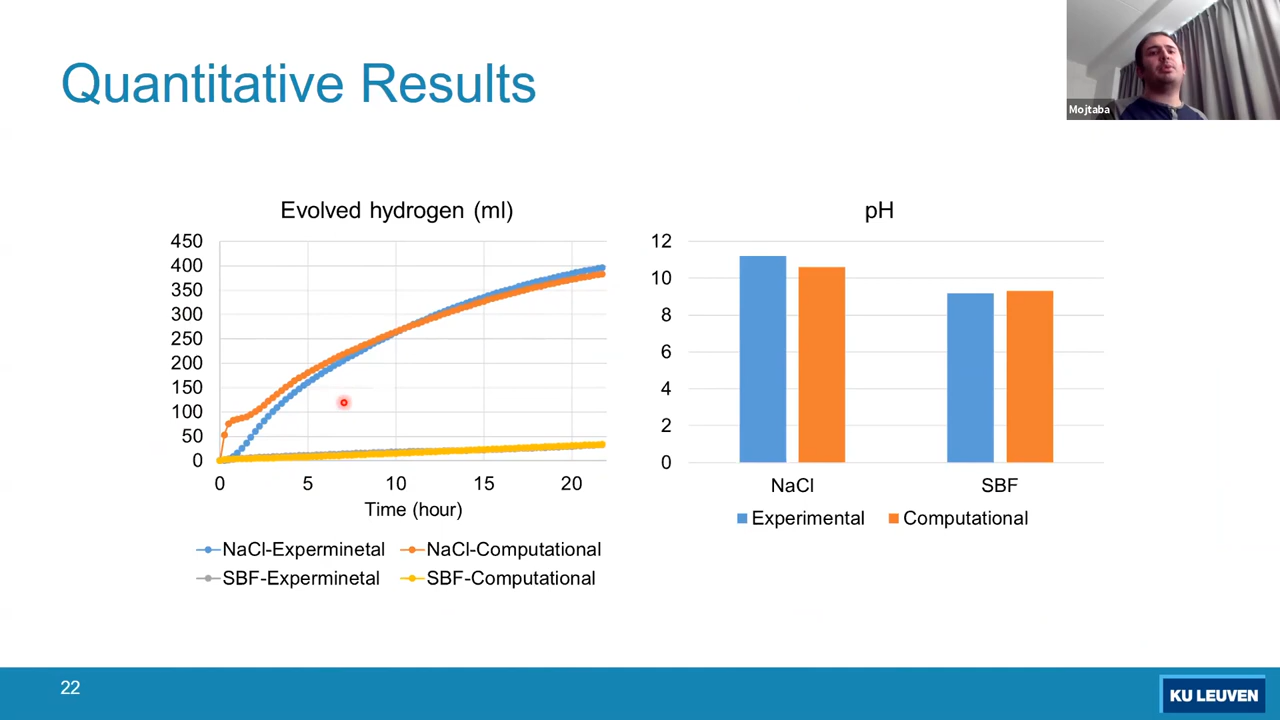 Quantitative Results
Mojtaba
Evolved hydrogen (ml)
450
400
350
300
250
200
150
100
50
0
0 5 10 15 20
Time (hour)
NaCl-Experminetal NaCl-Computational
SBF-Experminetal SBF-Computational
pH
12
10
8
6
4
2
0
NaCl SBF
Experimental Computational
22
KU LEUVEN